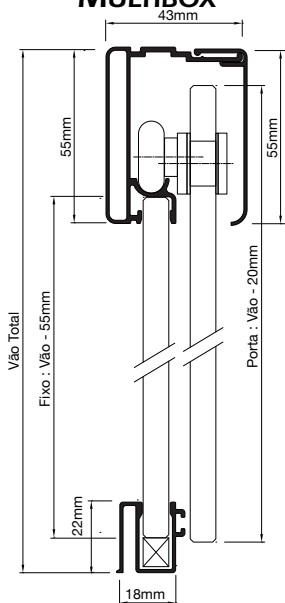 MULTIBOX
43mm
55mm
55mm
Vão Total
Fixo : Vão - 55mm
Porta : Vão - 20mm
22mm
18mm